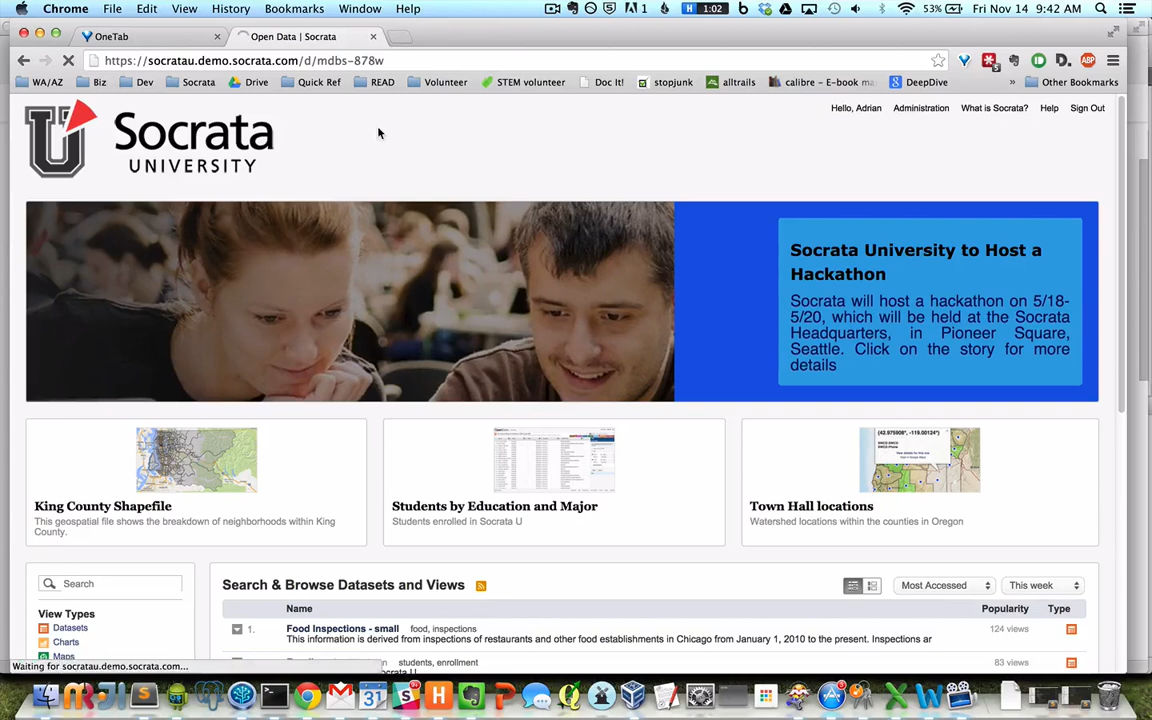 Chrome File Edit View History Bookmarks Window Help 1 H 1:02 53% Fri Nov 14 9:42 AM
OneTab Open Data | Socrata
https://socratau.demo.socrata.com/d/mdbs-878w
WA/AZ Biz Dev Socrata Drive Quick Ref READ Volunteer STEM volunteer Doc It! stopjunk alltrails calibre - E-book ma DeepDive » Other Bookmarks
Hello, Adrian Administration What is Socrata? Help Sign Out
Socrata
UNIVERSITY
Socrata University to Host a
Hackathon
Socrata will host a hackathon on 5/18-
5/20, which will be held at the Socrata
Headquarters, in Pioneer Square,
Seattle. Click on the story for more
details
King County Shapefile
This geospatial file shows the breakdown of neighborhoods within King
County.
Students by Education and Major
Students enrolled in Socrata U
Town Hall locations
Watershed locations within the counties in Oregon
Search
View Types
Datasets
Charts
Maps
Search & Browse Datasets and Views
Most Accessed
This week
Name Popularity Type
1. Food Inspections - small food, inspections 124 views
This information is derived from inspections of restaurants and other food establishments in Chicago from January 1, 2010 to the present. Inspections ar
students, enrollment 83 views
Waiting for socratau.demo.socrata.com...